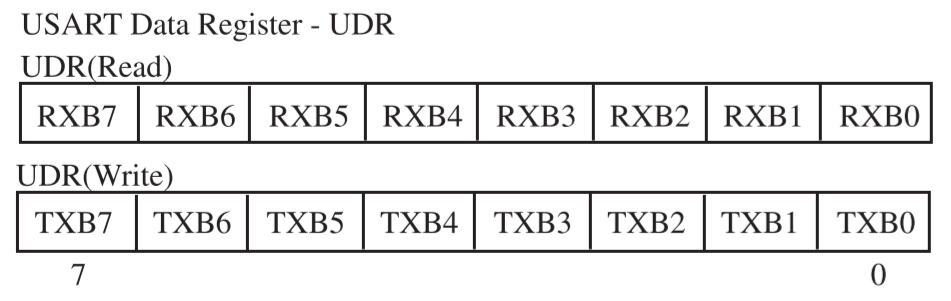 USART Data Register - UDR
UDR(Read)
RXB7 RXB6 RXB5 RXB4 RXB3 RXB2 RXB1 RXB0
UDR(Write)
TXB7 TXB6 TXB5 TXB4 TXB3 TXB2 TXB1 TXB0
7 0